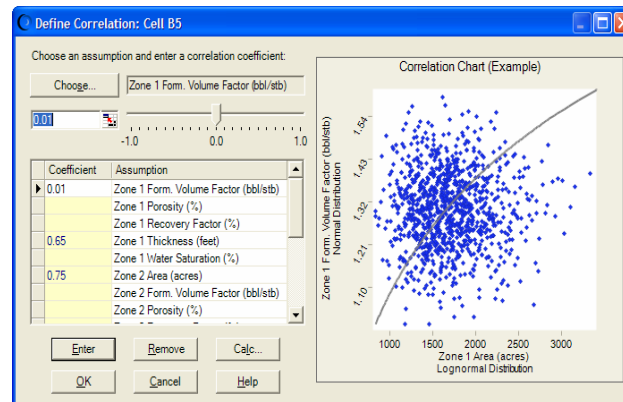 Define Correlation: Cell B5
Choose an assumption and enter a correlation coefficient:
Choose... Zone 1 Form. Volume Factor (bbl/stb)
0.01
-1.0 0.0 1.0
Coefficient Assumption
0.01 Zone 1 Form. Volume Factor (bbl/stb)
Zone 1 Porosity (%)
Zone 1 Recovery Factor (%)
0.65 Zone 1 Thickness (feet)
Zone 1 Water Saturation (%)
0.75 Zone 2 Area (acres)
Zone 2 Form. Volume Factor (bbl/stb)
Zone 2 Porosity (%)
Enter Remove Calc...
OK Cancel Help
Correlation Chart (Example)
Zone 1 Form. Volume Factor (bbl/stb)
Normal Distribution
1.54
1.43
1.32
1.21
1.10
1000 1500 2000 2500 3000
Zone 1 Area (acres)
Lognormal Distribution